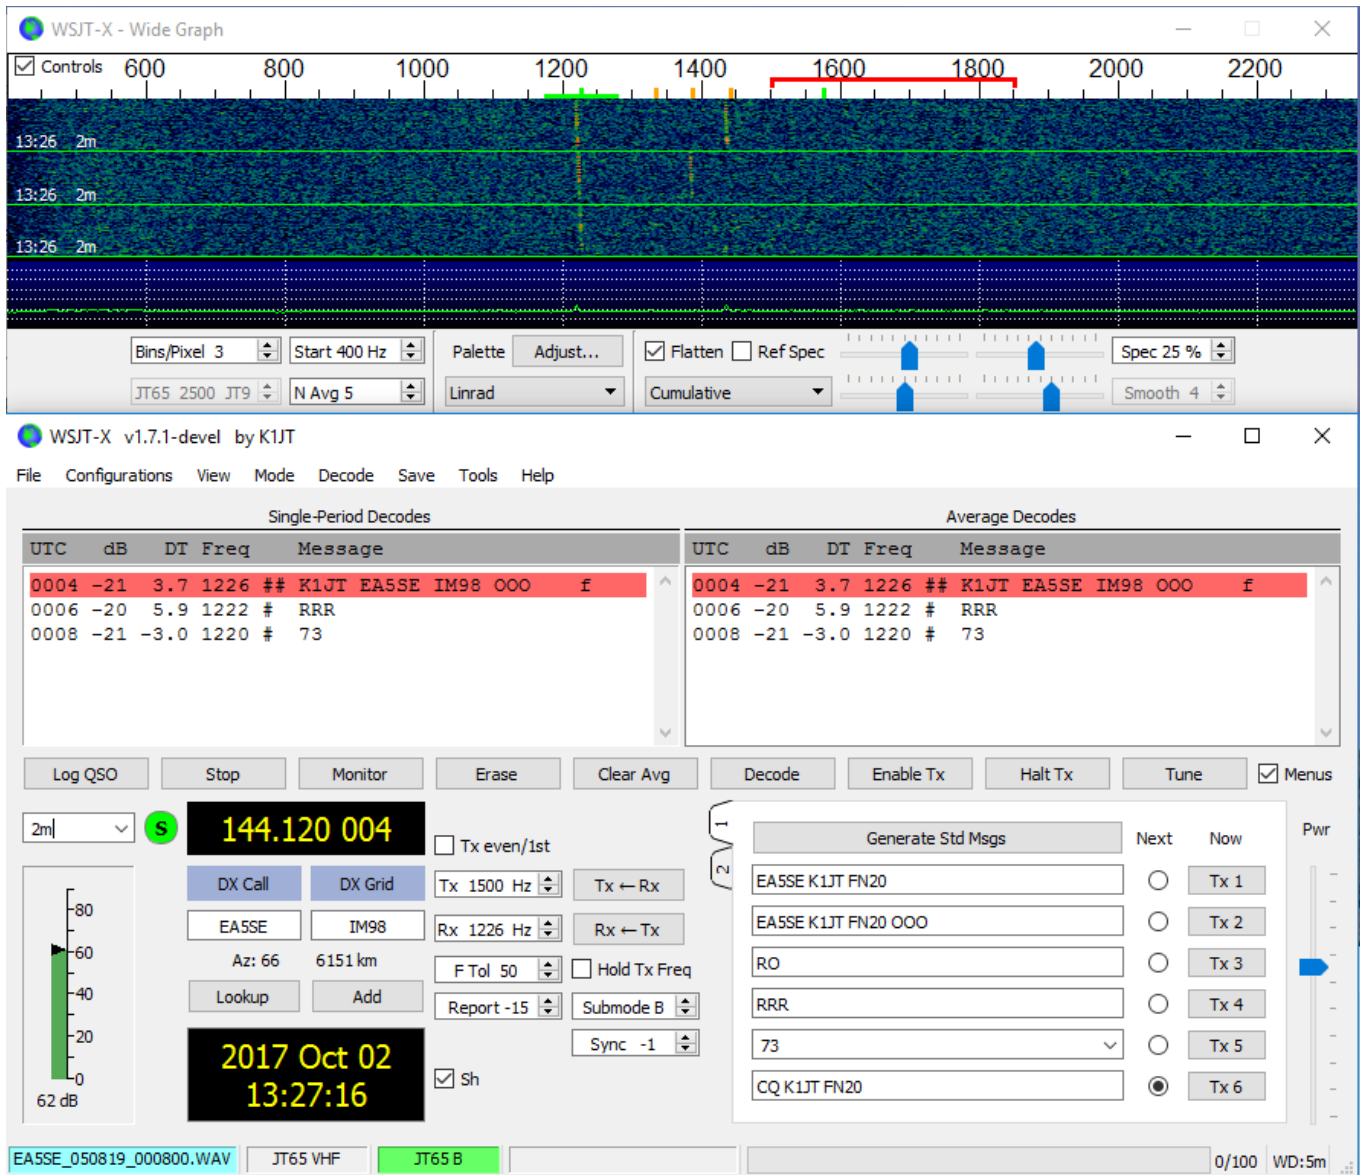 WSJT-X - Wide Graph
Controls 600 800 1000 1200 1400 1600 1800 2000 2200
13:26 2m
13:26 2m
13:26 2m
Bins/Pixel 3 Start 400 Hz Palette Adjust... Flatten Ref Spec Spec 25 %
JT65 2500 JT9 N Avg 5 Linrad Cumulative Smooth 4
WSJT-X v1.7.1-devel by K1JT
File Configurations View Mode Decode Save Tools Help
Single-Period Decodes Average Decodes
UTC dB DT Freq Message UTC dB DT Freq Message
0004 -21 3.7 1226 ## K1JT EA5SE IM98 OOO f 0004 -21 3.7 1226 ## K1JT EA5SE IM98 OOO f
0006 -20 5.9 1222 # RRR 0006 -20 5.9 1222 # RRR
0008 -21 -3.0 1220 # 73 0008 -21 -3.0 1220 # 73
Log QSO Stop Monitor Erase Clear Avg Decode Enable Tx Halt Tx Tune Menus
2m S 144.120 004 Tx even/1st 1 2 Generate Std Msgs Next Now Pwr
DX Call DX Grid Tx 1500 Hz Tx ← Rx EA5SE K1JT FN20 Tx 1
EA5SE IM98 Rx 1226 Hz Rx ← Tx EA5SE K1JT FN20 OOO Tx 2
Az: 66 6151 km F Tol 50 Hold Tx Freq RO Tx 3
Lookup Add Report -15 Submode B RRR Tx 4
Sync -1 73 Tx 5
2017 Oct 02 Sh CQ K1JT FN20 Tx 6
13:27:16
80
60
40
20
0
62 dB
EA5SE_050819_000800.WAV JT65 VHF JT65 B 0/100 WD:5m